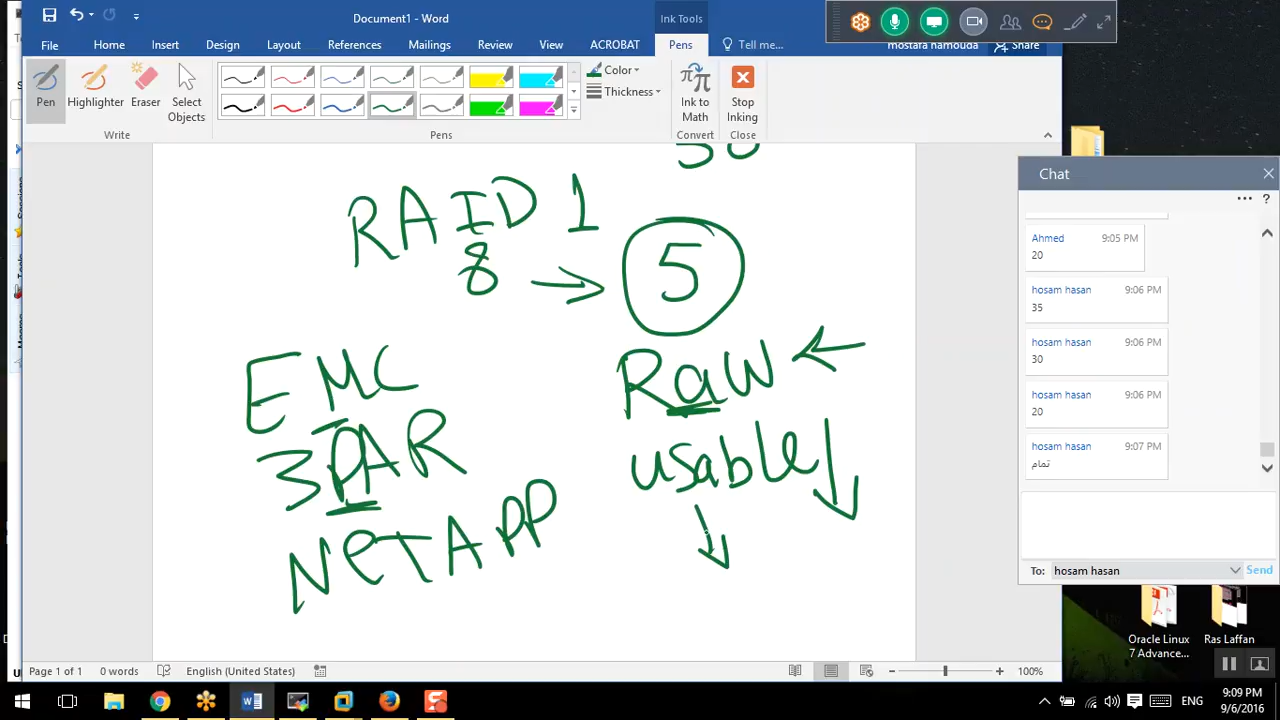 Document1 - Word
Ink Tools
File
Home
Insert
Design
Layout
References
Mailings
Review
View
ACROBAT
Pens
Tell me...
mostafa hamouda
Share
Pen
Highlighter
Eraser
Select Objects
Color
Thickness
Ink to Math
Stop Inking
Write
Pens
Convert
Close
RAID 1
8
5
EMC
3PAR
NETAPP
Raw
usable
Chat
Ahmed 9:05 PM
20
hosam hasan 9:06 PM
35
hosam hasan 9:06 PM
30
hosam hasan 9:06 PM
20
hosam hasan 9:07 PM
تمام
To: hosam hasan
Send
Oracle Linux 7 Advance...
Ras Laffan
Page 1 of 1
0 words
English (United States)
100%
ENG
9:09 PM
9/6/2016